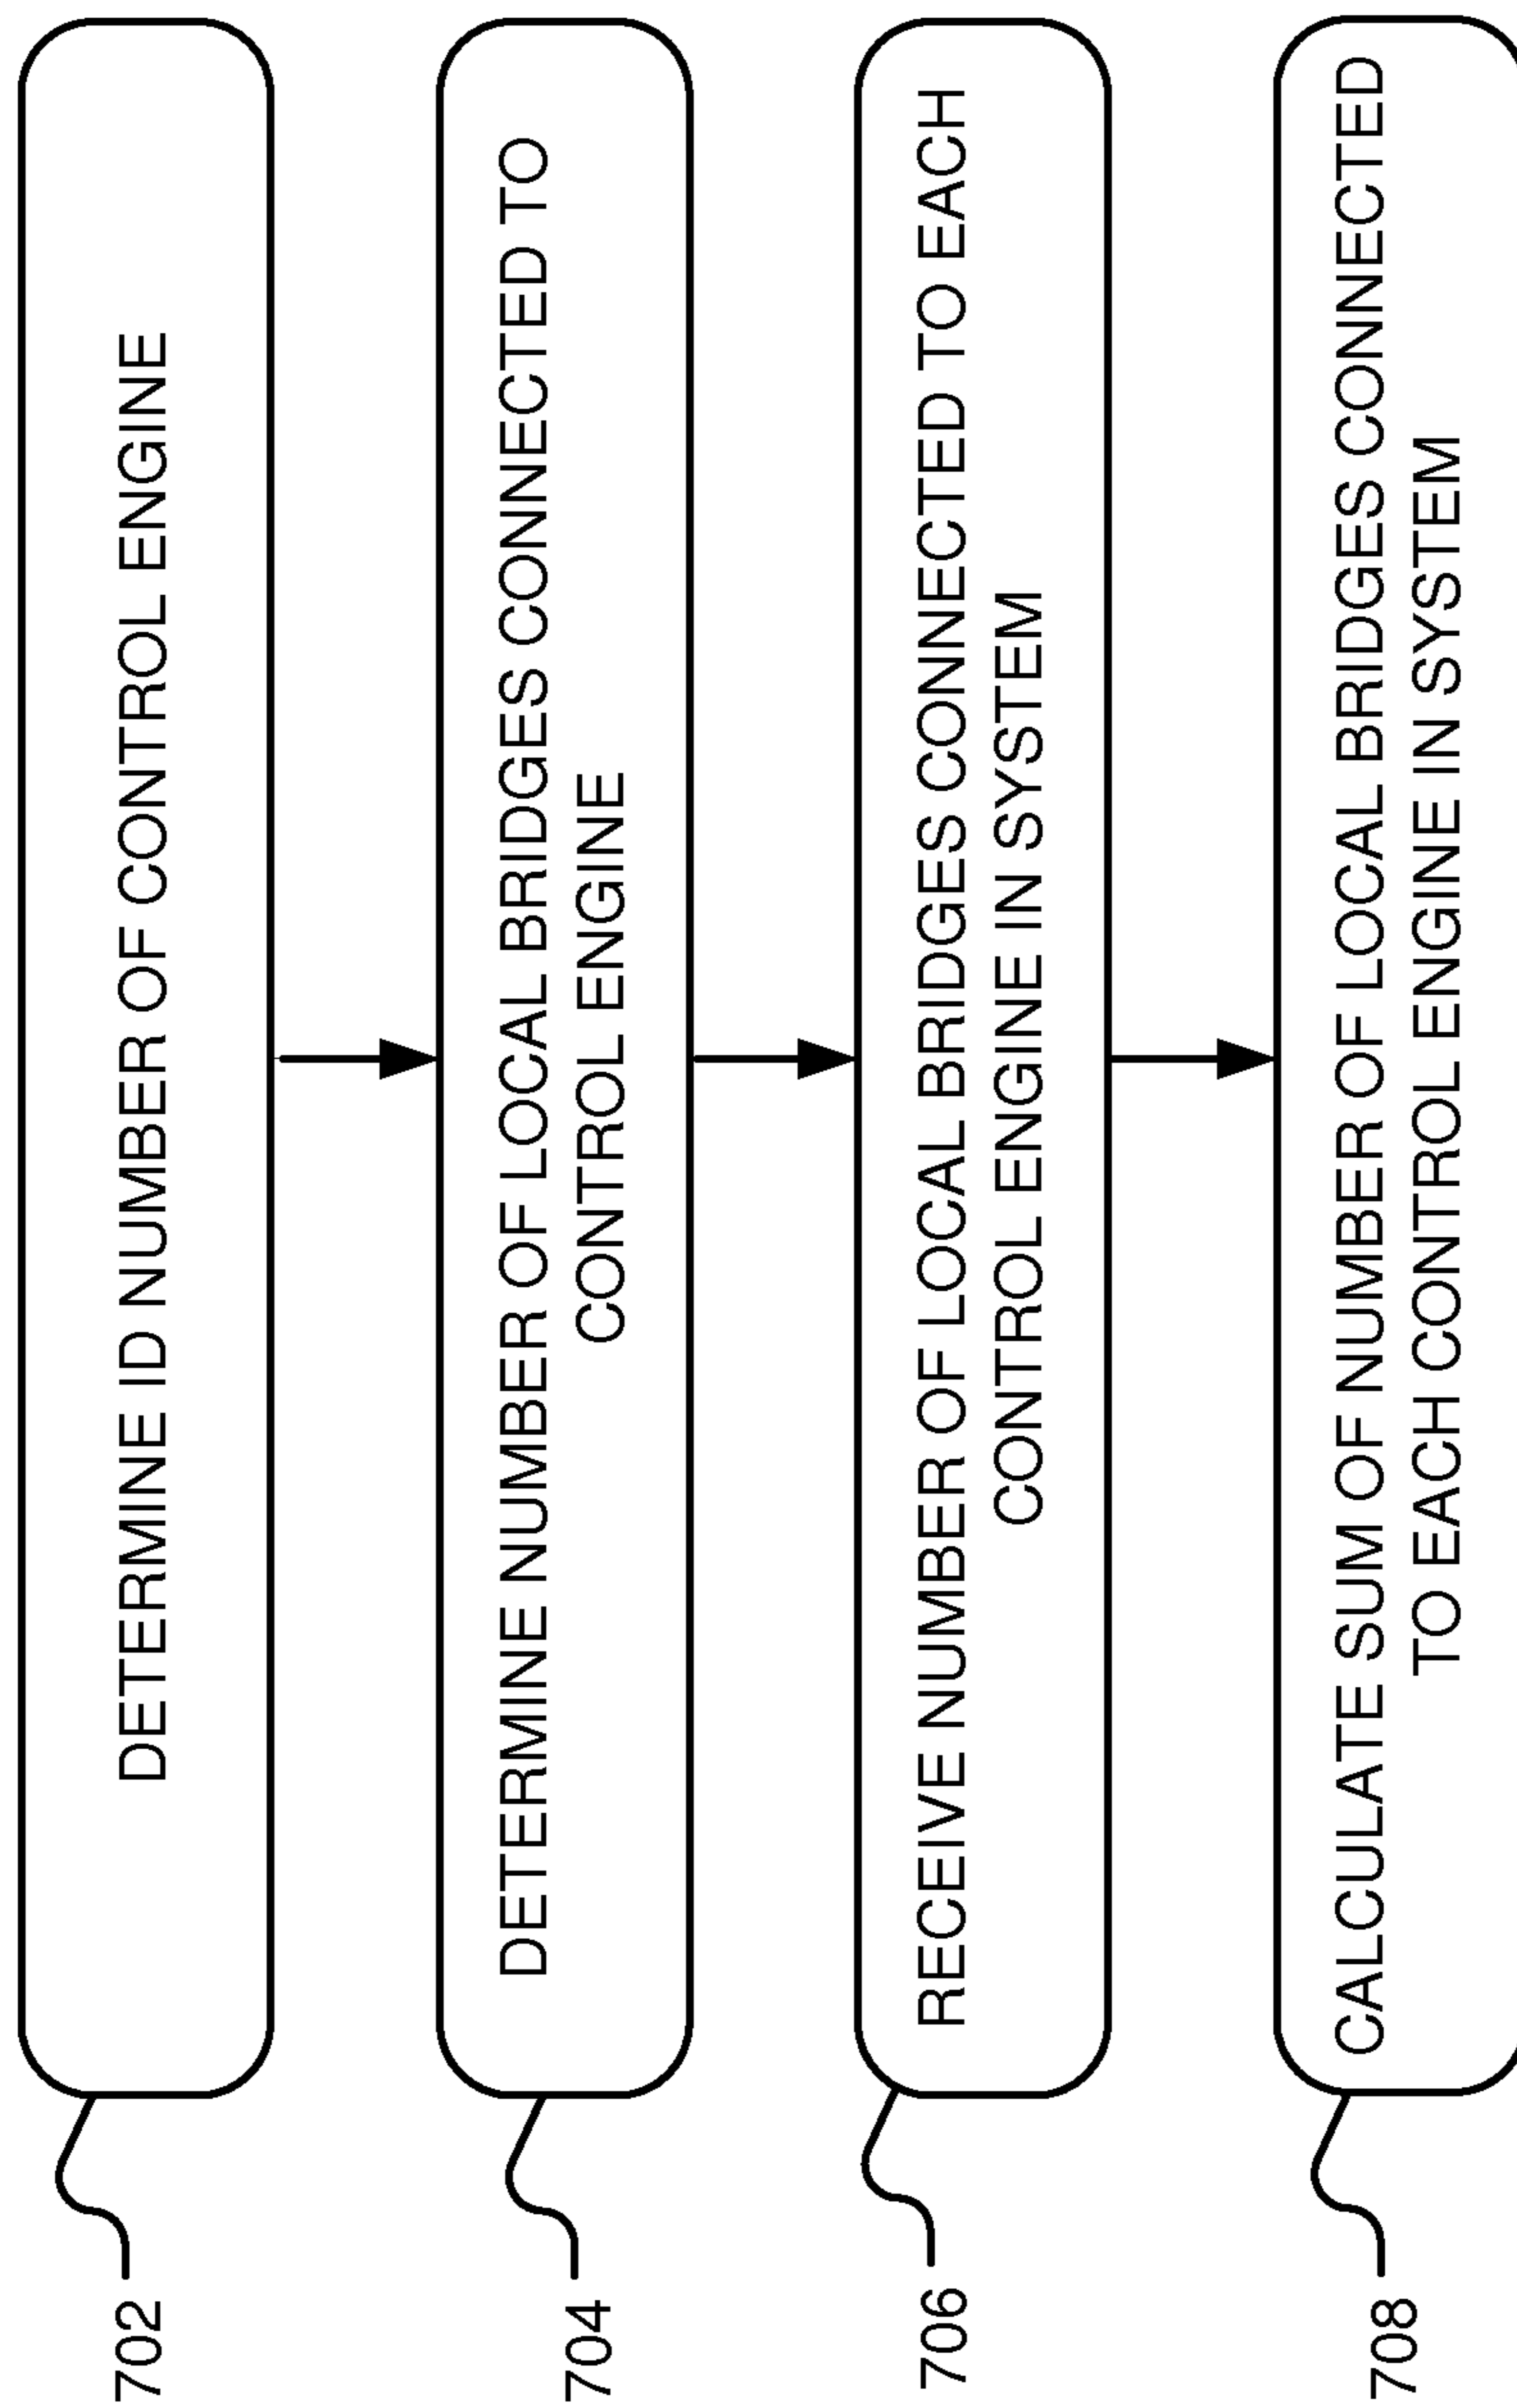 702
DETERMINE ID NUMBER OF CONTROL ENGINE
704
DETERMINE NUMBER OF LOCAL BRIDGES CONNECTED TO
CONTROL ENGINE
706
RECEIVE NUMBER OF LOCAL BRIDGES CONNECTED TO EACH
CONTROL ENGINE IN SYSTEM
708
CALCULATE SUM OF NUMBER OF LOCAL BRIDGES CONNECTED
TO EACH CONTROL ENGINE IN SYSTEM